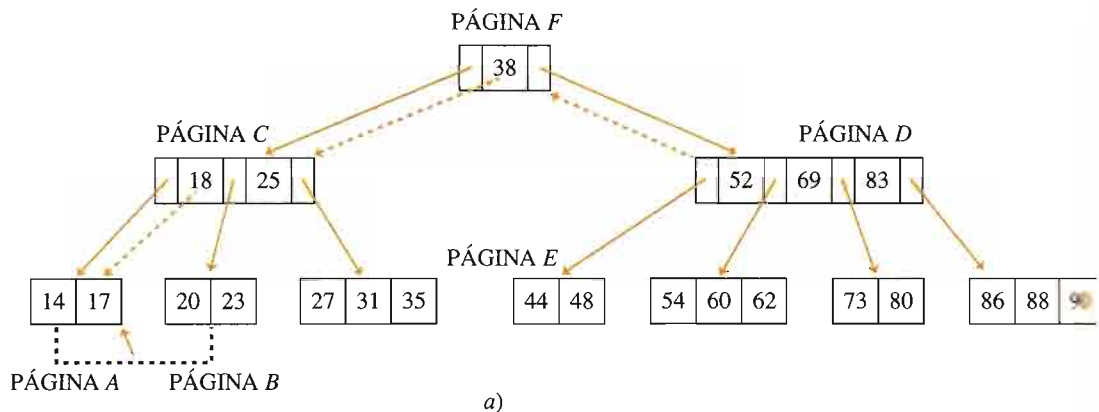 PÁGINA F
38
PÁGINA C
PÁGINA D
18 25
52 69 83
PÁGINA E
14 17 20 23 27 31 35 44 48 54 60 62 73 80 86 88
PÁGINA A PÁGINA B
a)